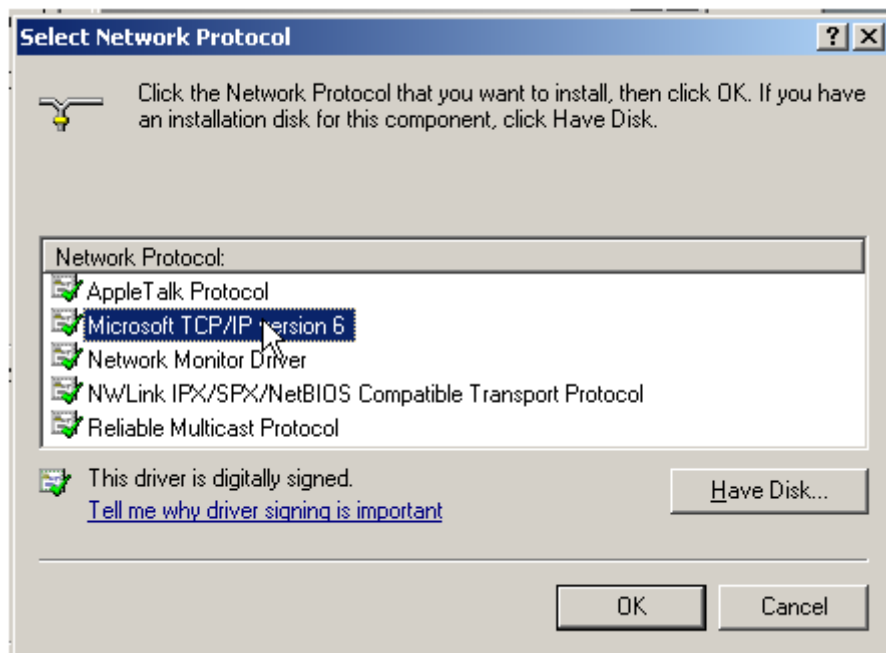 Select Network Protocol
Click the Network Protocol that you want to install, then click OK. If you have
an installation disk for this component, click Have Disk.
Network Protocol:
AppleTalk Protocol
Microsoft TCP/IP version 6
Network Monitor Driver
NWLink IPX/SPX/NetBIOS Compatible Transport Protocol
Reliable Multicast Protocol
This driver is digitally signed.
Have Disk...
Tell me why driver signing is important
OK
Cancel